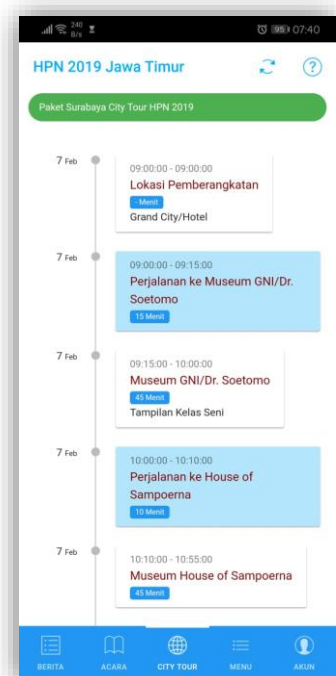 240
B/s
95
07:40
HPN 2019 Jawa Timur
?
Paket Surabaya City Tour HPN 2019
7 Feb
09:00:00 - 09:00:00
Lokasi Pemberangkatan
- Menit
Grand City/Hotel
7 Feb
09:00:00 - 09:15:00
Perjalanan ke Museum GNI/Dr.
Soetomo
15 Menit
7 Feb
09:15:00 - 10:00:00
Museum GNI/Dr. Soetomo
45 Menit
Tampilan Kelas Seni
7 Feb
10:00:00 - 10:10:00
Perjalanan ke House of
Sampoerna
10 Menit
7 Feb
10:10:00 - 10:55:00
Museum House of Sampoerna
45 Menit
BERITA
ACARA
CITY TOUR
MENU
AKUN